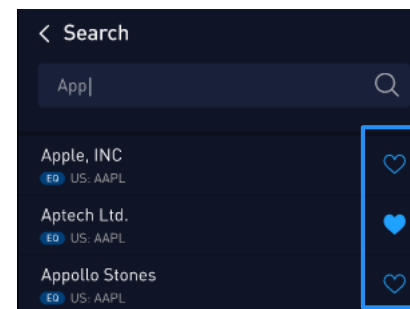 Search
App
Apple, INC
EQ US: AAPL
Aptech Ltd.
EQ US: AAPL
Appollo Stones
EQ US: AAPL